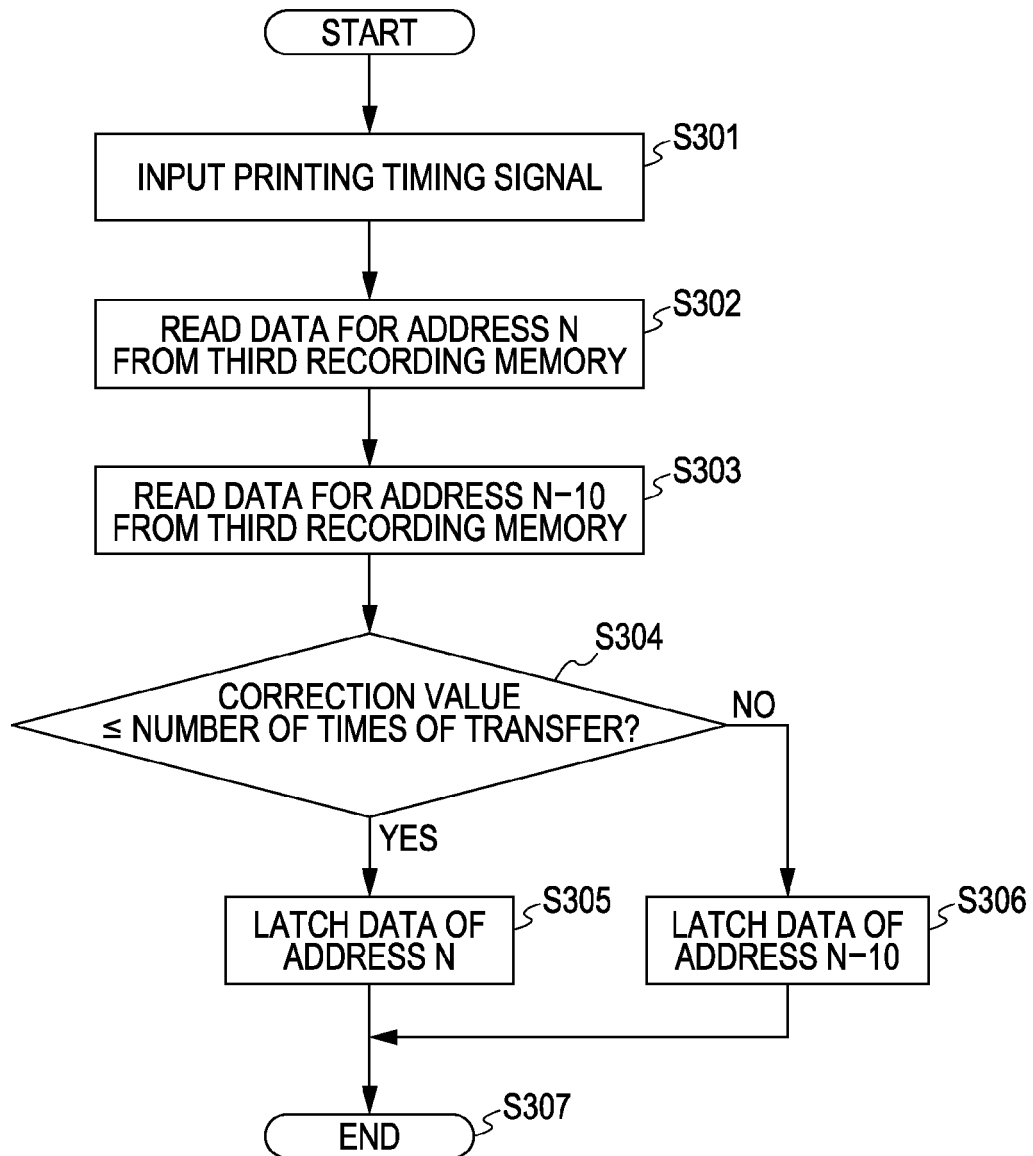 START
S301
INPUT PRINTING TIMING SIGNAL
S302
READ DATA FOR ADDRESS N
FROM THIRD RECORDING MEMORY
S303
READ DATA FOR ADDRESS N−10
FROM THIRD RECORDING MEMORY
S304
CORRECTION VALUE
≤ NUMBER OF TIMES OF TRANSFER?
NO
YES
S305
LATCH DATA OF
ADDRESS N
S306
LATCH DATA OF
ADDRESS N−10
S307
END